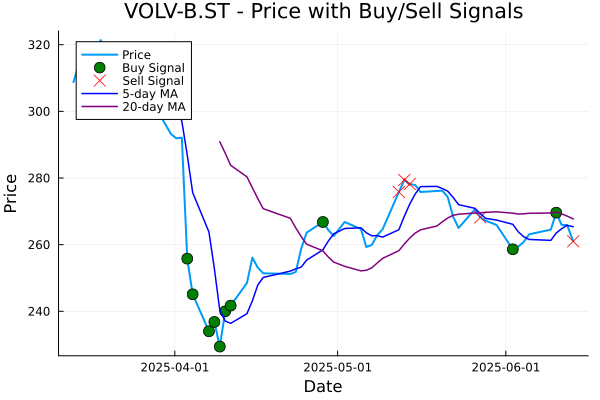 VOLV-B.ST - Price with Buy/Sell Signals
Price
Buy Signal
Sell Signal
5-day MA
20-day MA
320
300
280
260
240
Price
2025-04-01
2025-05-01
2025-06-01
Date